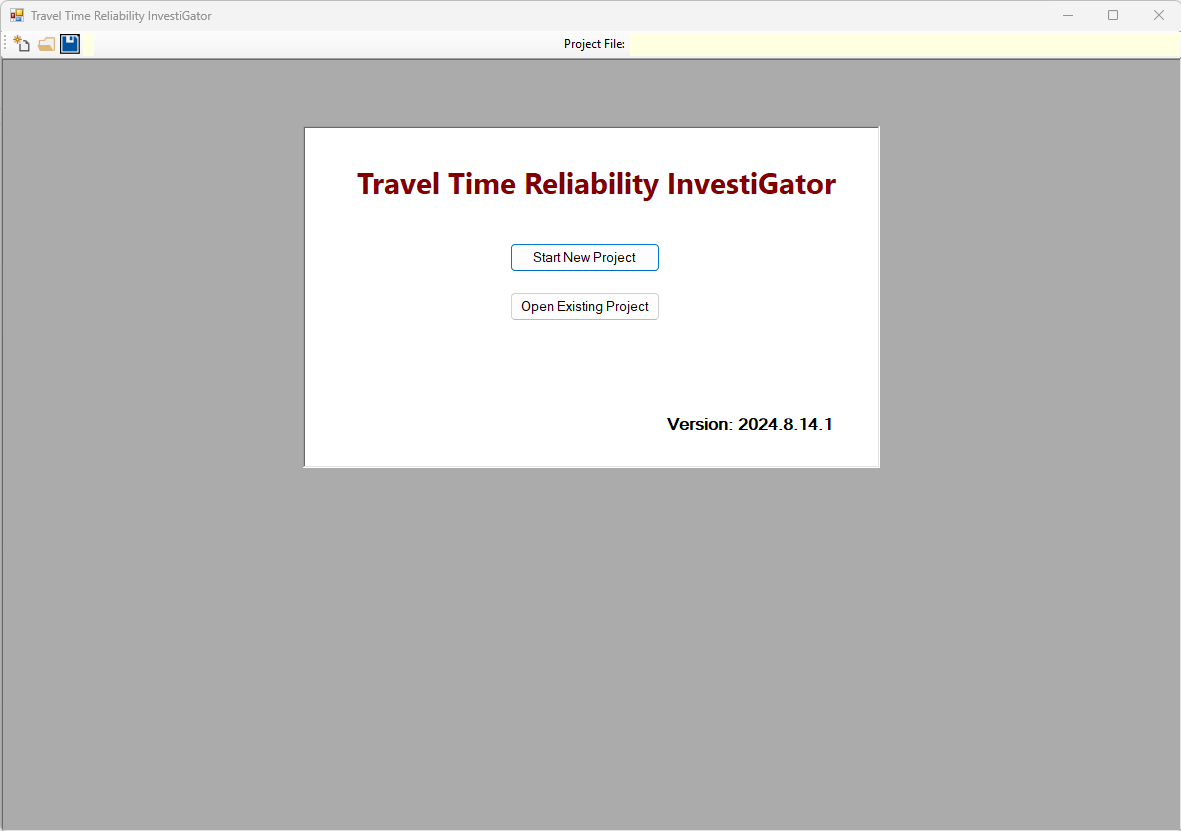 Travel Time Reliability InvestiGator
Project File:
Travel Time Reliability InvestiGator
Start New Project
Open Existing Project
Version: 2024.8.14.1